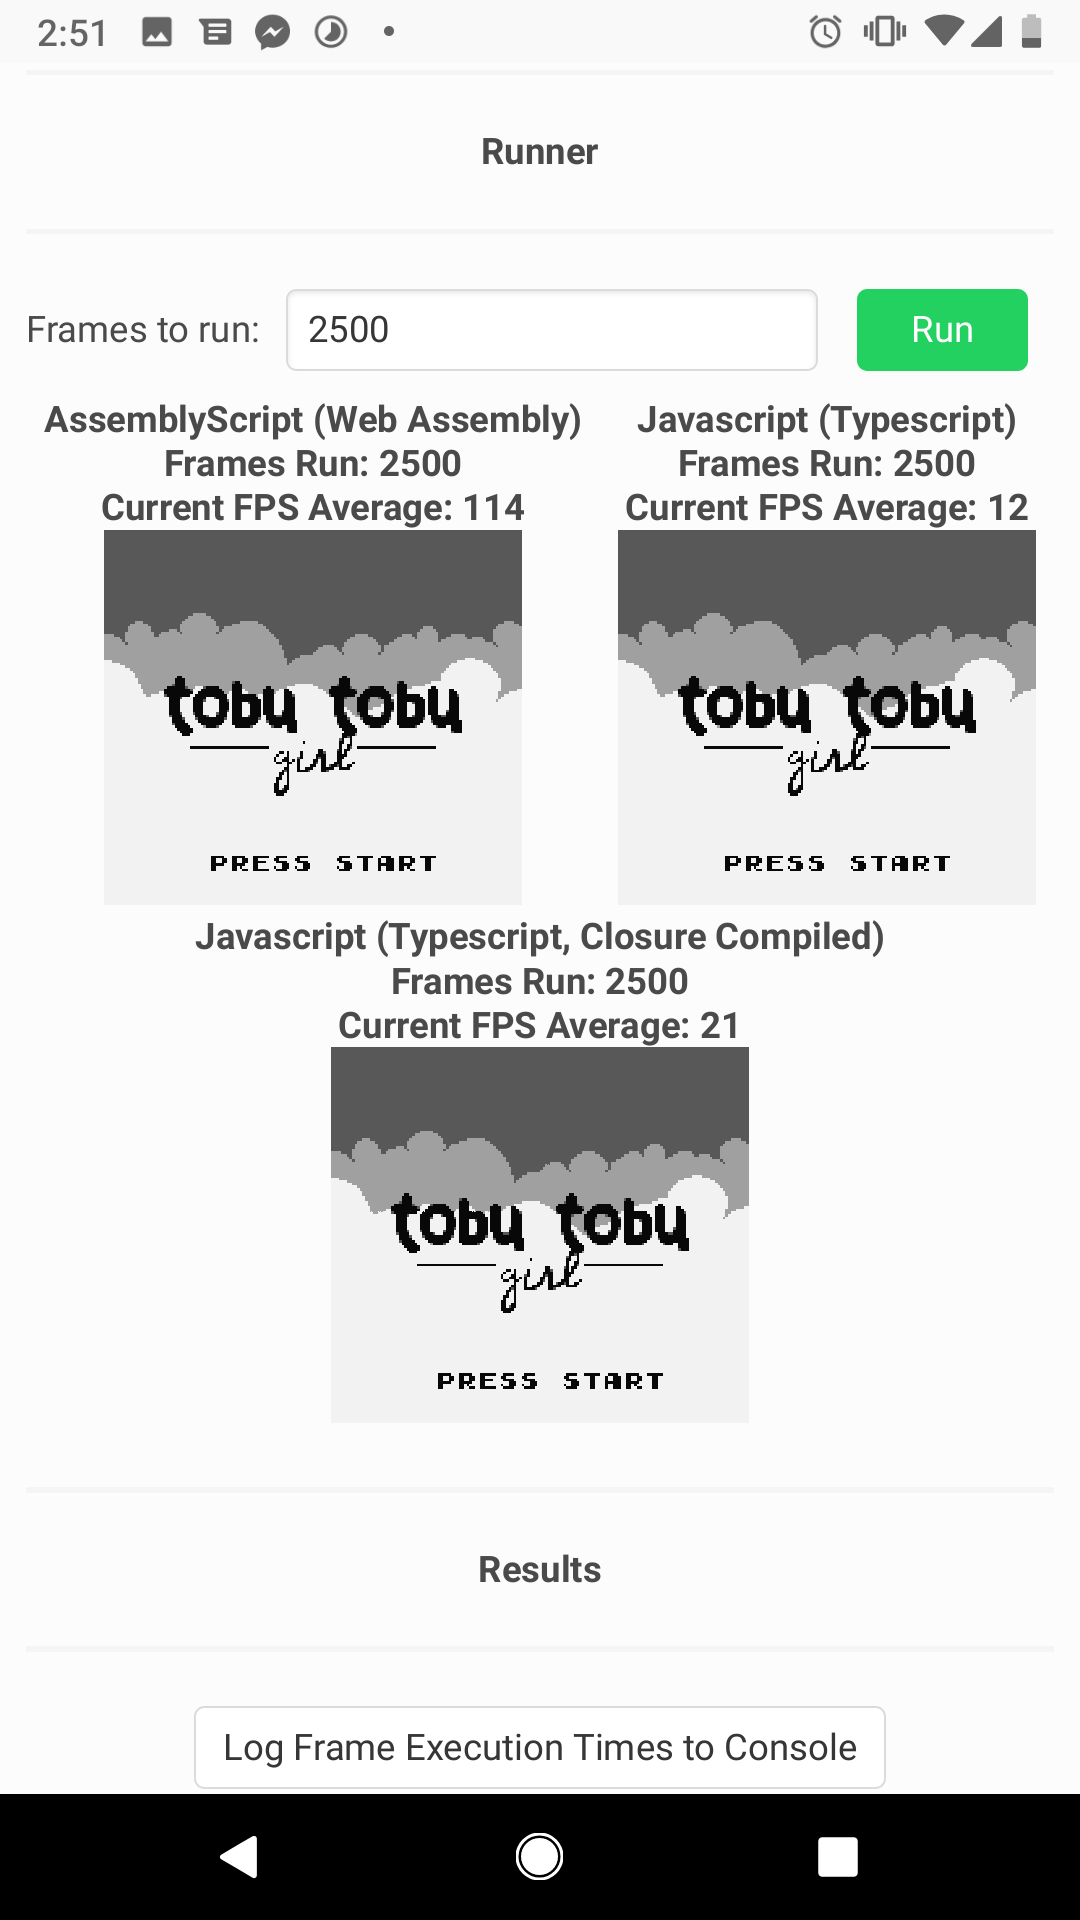 2:51
Runner
Frames to run: 2500 Run
AssemblyScript (Web Assembly)
Frames Run: 2500
Current FPS Average: 114
tobu tobu
girl
PRESS START
Javascript (Typescript)
Frames Run: 2500
Current FPS Average: 12
tobu tobu
girl
PRESS START
Javascript (Typescript, Closure Compiled)
Frames Run: 2500
Current FPS Average: 21
tobu tobu
girl
PRESS START
Results
Log Frame Execution Times to Console